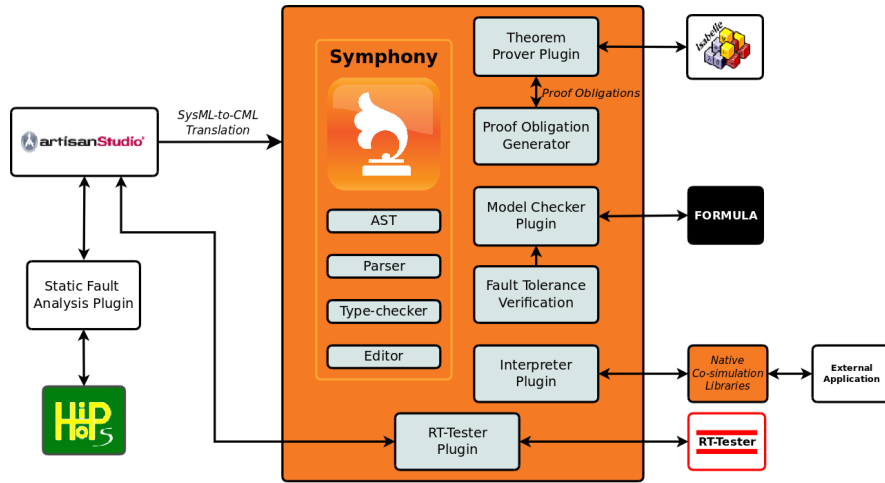 Symphony
AST
Parser
Type-checker
Editor
Theorem
Prover Plugin
Proof Obligations
Proof Obligation
Generator
Model Checker
Plugin
Fault Tolerance
Verification
Interpreter
Plugin
RT-Tester
Plugin
SysML-to-CML
Translation
artisanStudio
Static Fault
Analysis Plugin
HiP
HOPS
Isabelle
FORMULA
Native
Co-simulation
Libraries
External
Application
RT-Tester